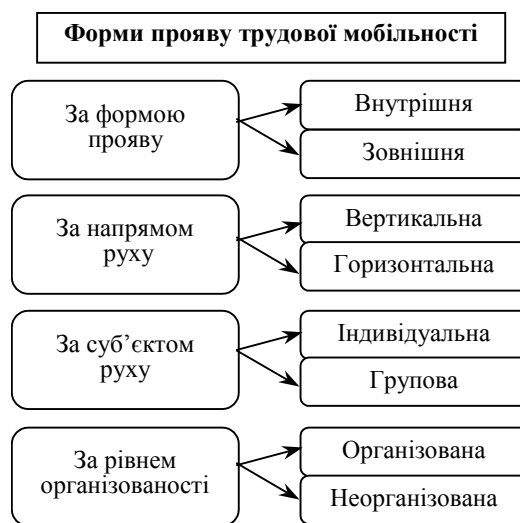 Форми прояву трудової мобільності
За формою
прояву
Внутрішня
Зовнішня
За напрямом
руху
Вертикальна
Горизонтальна
За суб’єктом
руху
Індивідуальна
Групова
За рівнем
організованості
Організована
Неорганізована